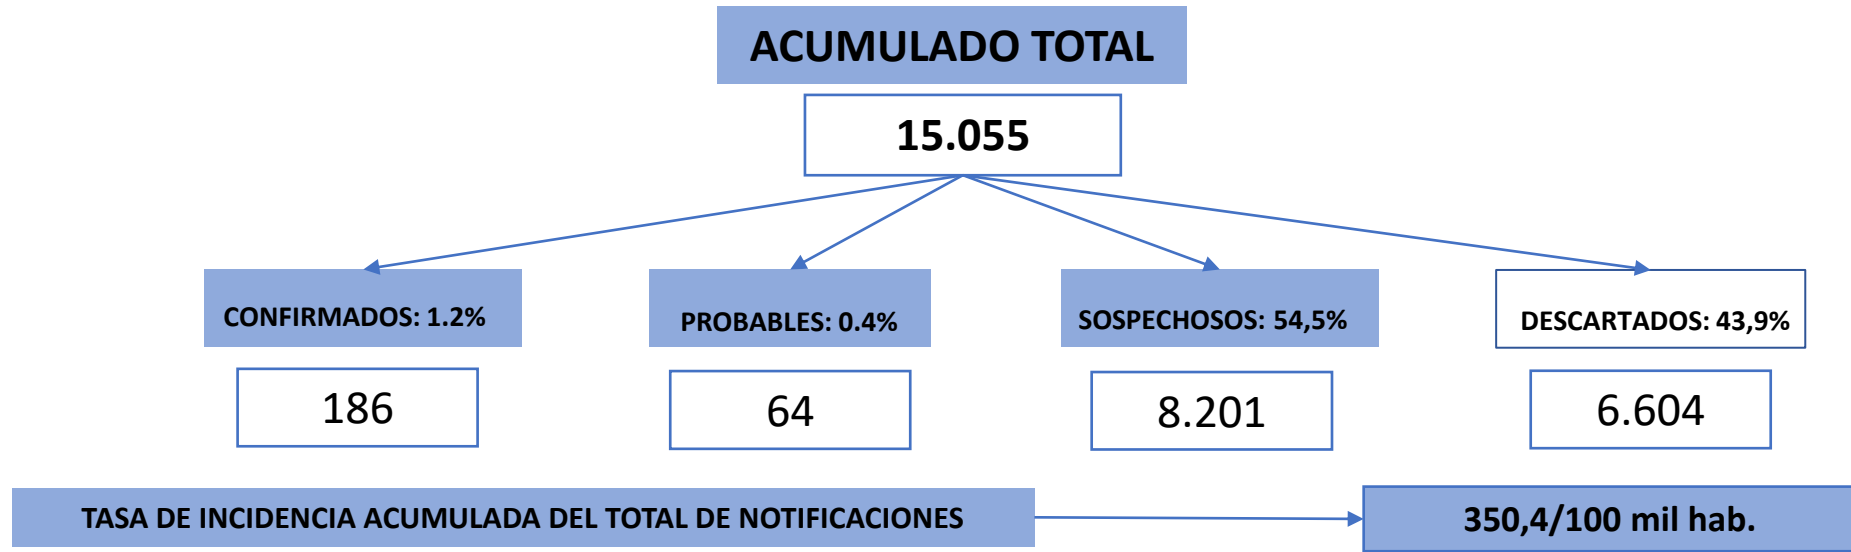 ACUMULADO TOTAL
15.055
CONFIRMADOS: 1.2%
PROBABLES: 0.4%
SOSPECHOSOS: 54,5%
DESCARTADOS: 43,9%
186
64
8.201
6.604
TASA DE INCIDENCIA ACUMULADA DEL TOTAL DE NOTIFICACIONES
350,4/100 mil hab.